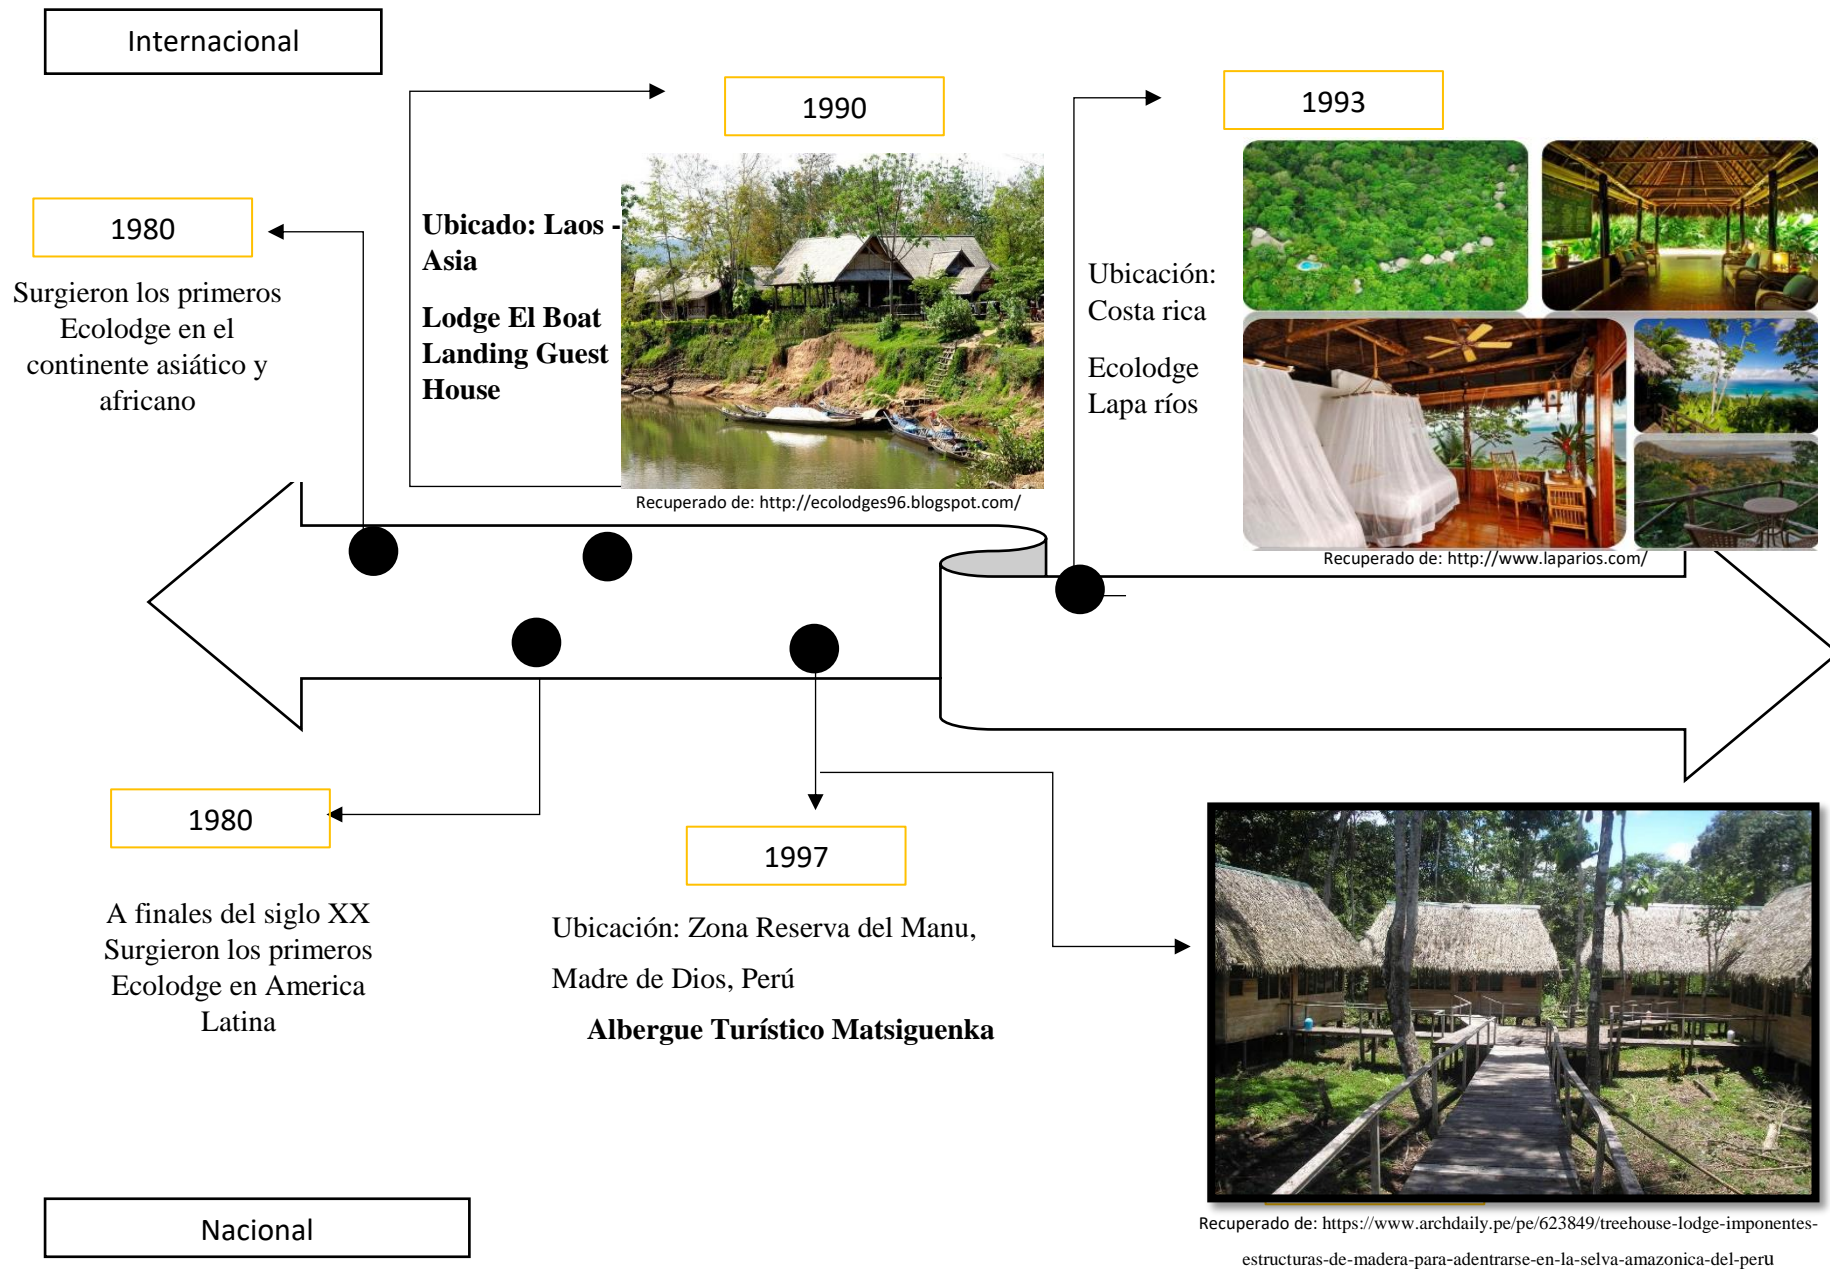 Internacional
1980
Surgieron los primeros
Ecolodge en el
continente asiático y
africano
1990
Ubicado: Laos -
Asia
Lodge El Boat
Landing Guest
House
Recuperado de: http://ecolodges96.blogspot.com/
1993
Ubicación:
Costa rica
Ecolodge
Lapa ríos
Recuperado de: http://www.laparios.com/
1980
A finales del siglo XX
Surgieron los primeros
Ecolodge en America
Latina
1997
Ubicación: Zona Reserva del Manu,
Madre de Dios, Perú
Albergue Turístico Matsiguenka
Recuperado de: https://www.archdaily.pe/pe/623849/treehouse-lodge-imponentes-
estructuras-de-madera-para-adentrarse-en-la-selva-amazonica-del-peru
Nacional